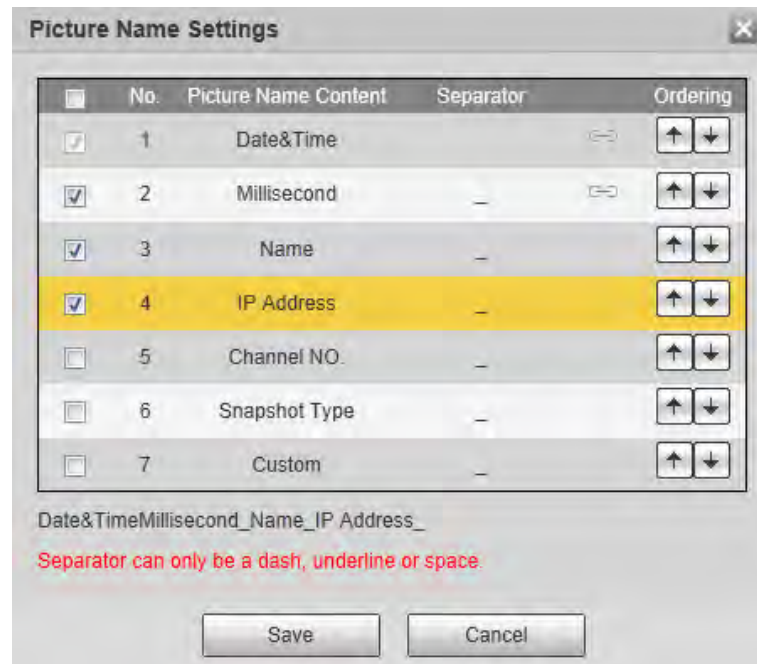 Picture Name Settings
No. Picture Name Content Separator Ordering
1 Date&Time
2 Millisecond _
3 Name _
4 IP Address _
5 Channel NO. _
6 Snapshot Type _
7 Custom _
Date&TimeMillisecond_Name_IP Address_
Separator can only be a dash, underline or space.
Save Cancel